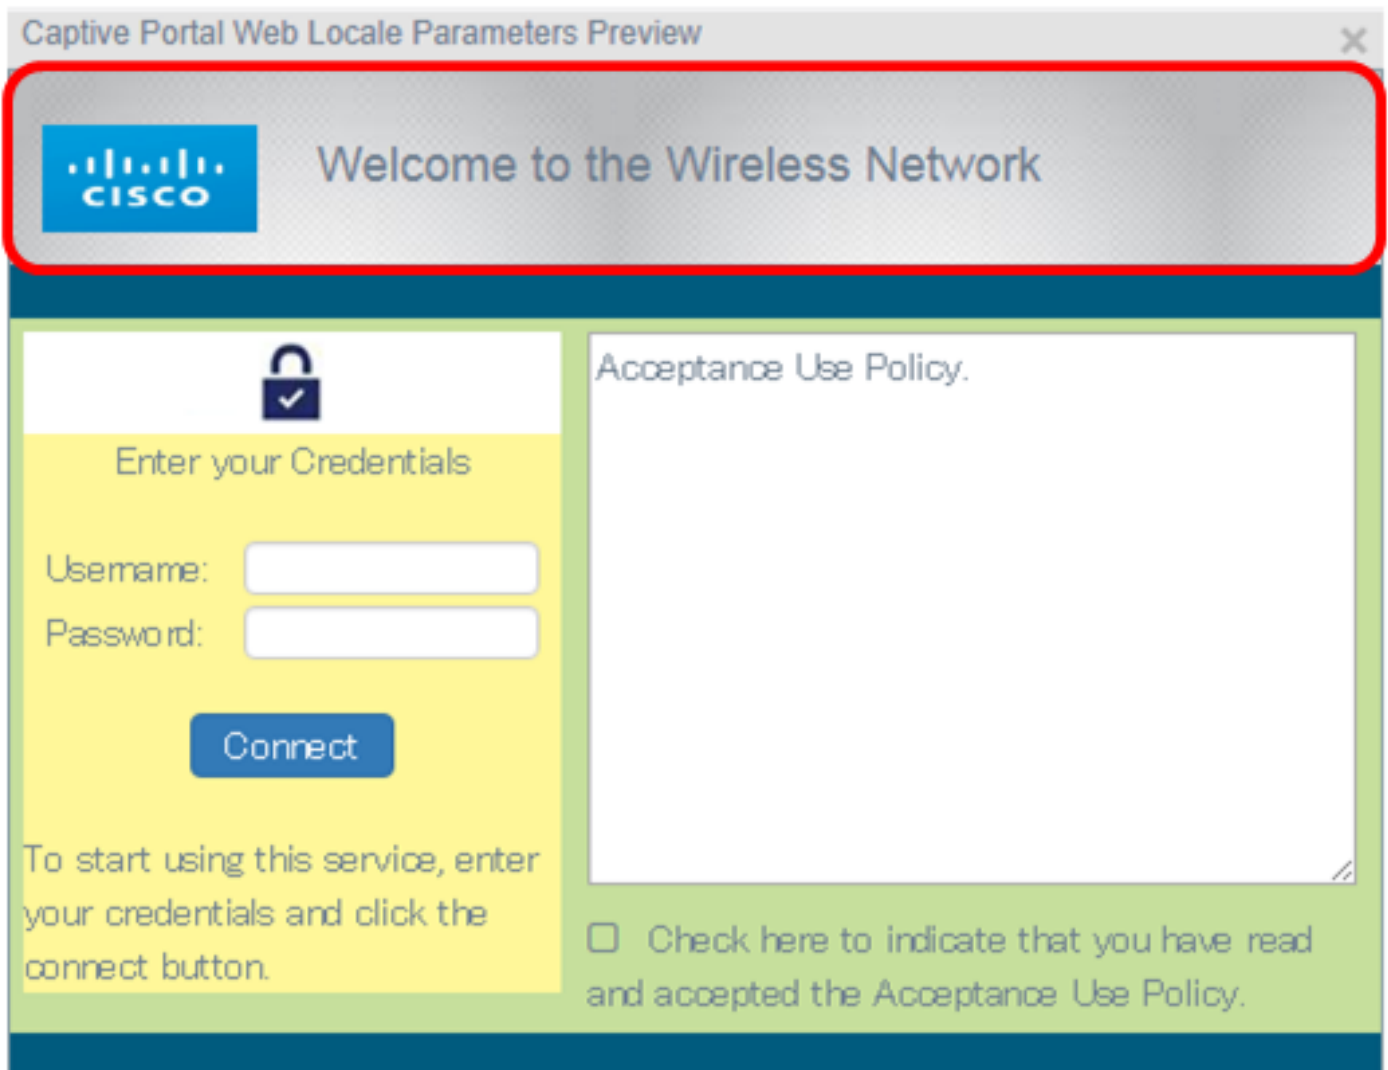 Captive Portal Web Locale Parameters Preview
CISCO
Welcome to the Wireless Network
Enter your Credentials
Username:
Password:
Connect
To start using this service, enter
your credentials and click the
connect button.
Acceptance Use Policy.
Check here to indicate that you have read
and accepted the Acceptance Use Policy.